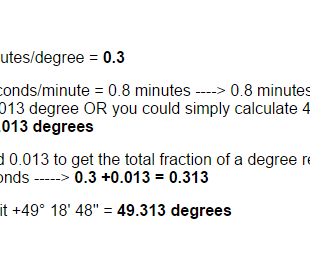 utes/degree = 0.3
conds/minute = 0.8 minutes ----> 0.8 minutes
013 degree OR you could simply calculate 4
.013 degrees
d 0.013 to get the total fraction of a degree re
onds -----> 0.3 +0.013 = 0.313
it +49° 18' 48" = 49.313 degrees